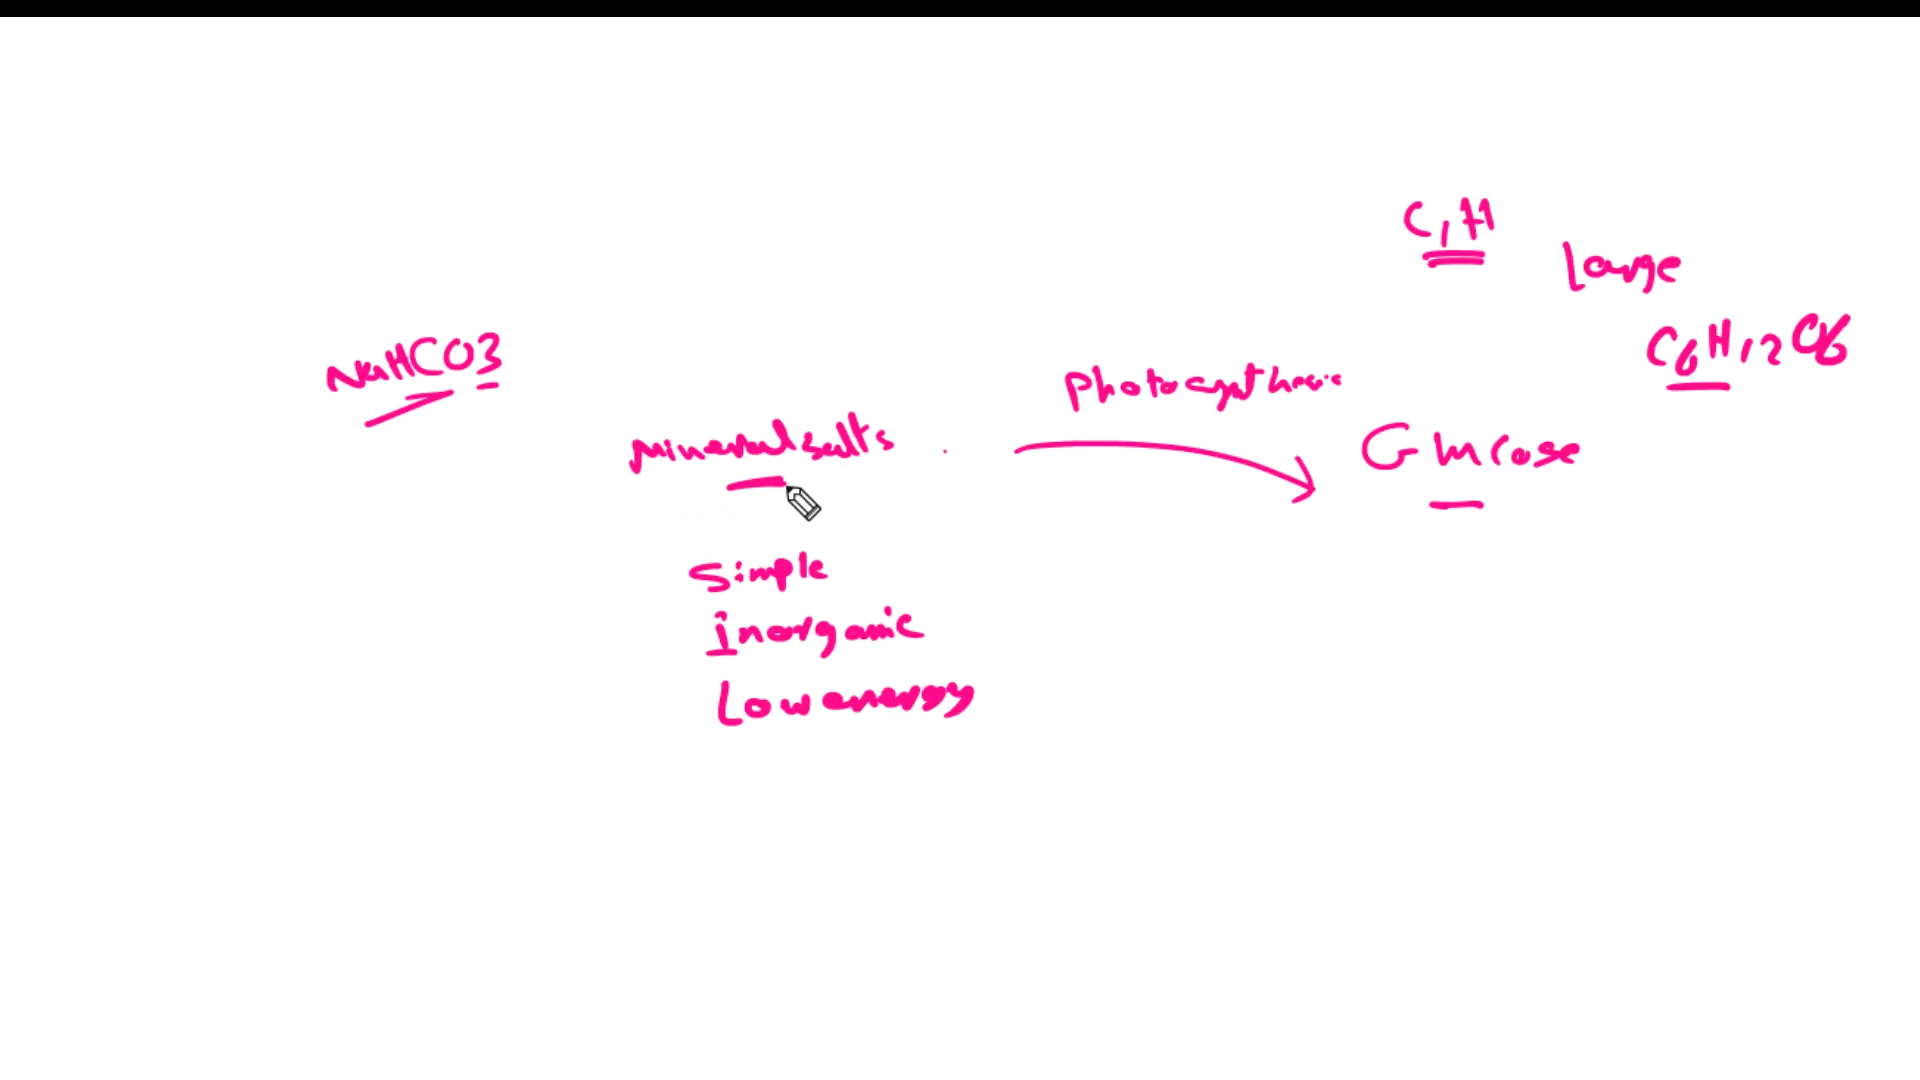 C,H
large
C6H12O6
NaHCO3
Photosynthesis
mineral salts
Glucose
Simple
Inorganic
Low energy